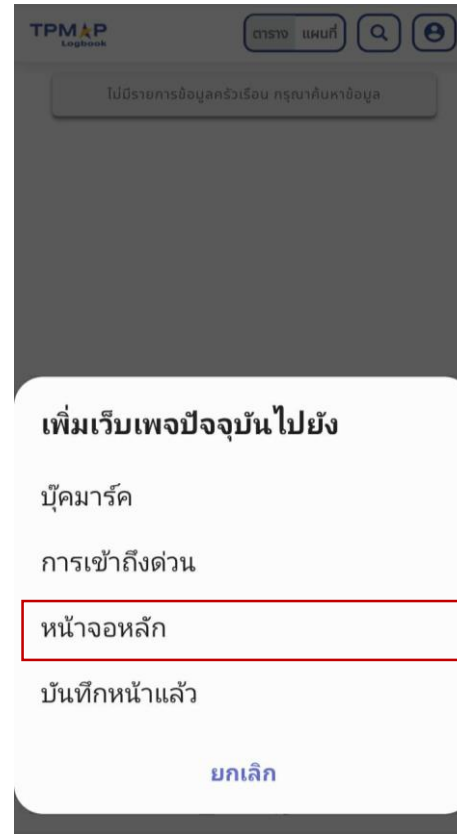 TPMAP
Logbook
ตาราง แผนที่
ไม่มีรายการข้อมูลครัวเรือน กรุณาค้นหาข้อมูล
เพิ่มเว็บเพจปัจจุบันไปยัง
บุ๊คมาร์ค
การเข้าถึงด่วน
หน้าจอหลัก
บันทึกหน้าแล้ว
ยกเลิก